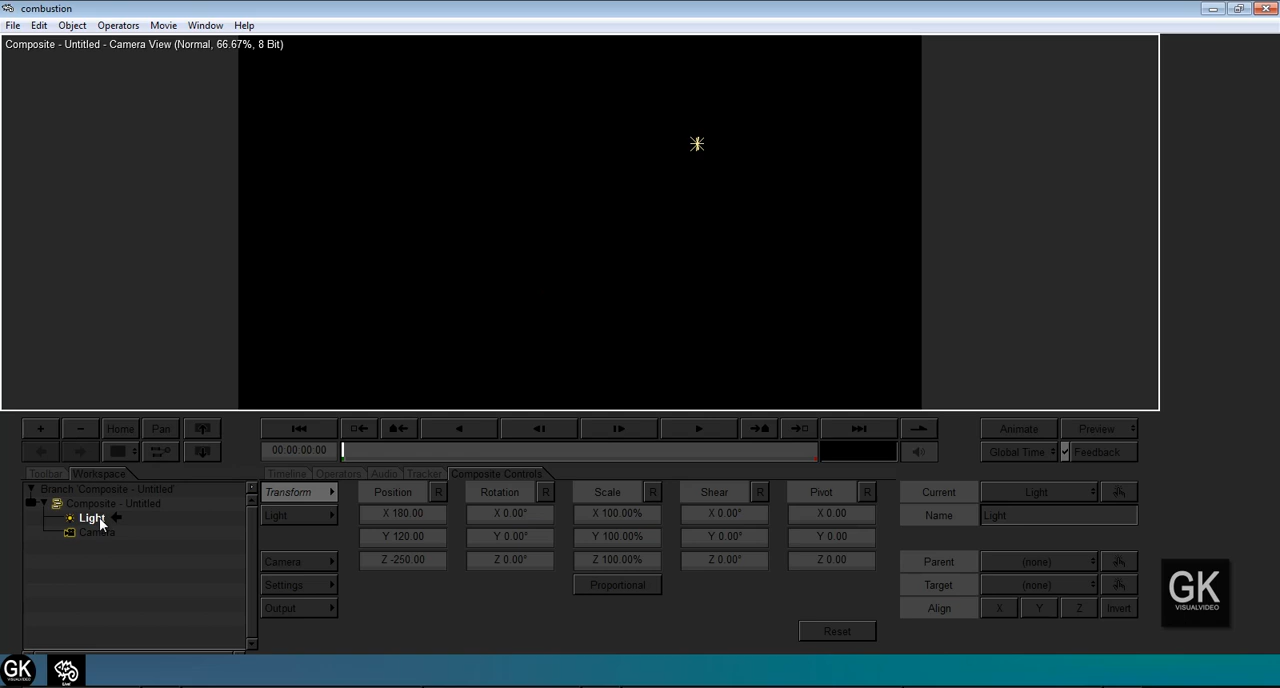 combustion
File Edit Object Operators Movie Window Help
Composite - Untitled - Camera View (Normal, 66.67%, 8 Bit)
+ - Home Pan
Animate Preview
00:00:00:00
Global Time Feedback
Toolbar Workspace
Timeline Operators Audio Tracker Composite Controls
Branch 'Composite - Untitled'
Composite - Untitled
Light
Camera
Transform
Light
Camera
Settings
Output
Position R Rotation R Scale R Shear R Pivot R
X 180.00 X 0.00° X 100.00% X 0.00° X 0.00
Y 120.00 Y 0.00° Y 100.00% Y 0.00° Y 0.00
Z -250.00 Z 0.00° Z 100.00% Z 0.00° Z 0.00
Proportional
Reset
Current Light
Name Light
Parent (none)
Target (none)
Align X Y Z Invert
GK
VISUALVIDEO
GK